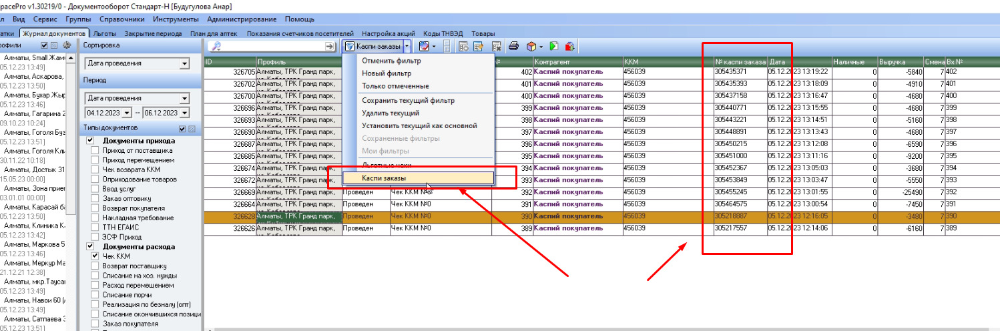 spacePro v1.30219/0 - Документооборот Стандарт-Н [Будугулова Анар]
л Вид Сервис Группы Справочники Инструменты Администрирование Помощь
атки Журнал документов Льготы Закрытие периода План для аптек Показания счетчиков посетителей Настройка акций Коды ТНВЭД Товары
рофили
Алматы, Small Жам
05.12.23 13:49]
Алматы, Аскарова,
05.12.23 13:50]
Алматы, Бухар Жыр
05.12.23 13:46]
Алматы, Гагарина 2
09.10.23 10:24]
Алматы, Гоголя Буз
05.12.23 13:51]
Алматы, Гоголя Кли
30.11.22 10:18]
Алматы, Достык 31
15.05.23 00:00]
Алматы, Зона прие
03.01.01 00:00]
Алматы, Карасай ба
05.12.23 13:50]
Алматы, Клиника К
05.12.23 13:42]
Алматы, Маркова 5
05.12.23 13:46]
Алматы, Меркур Ма
21.12.21 12:38]
Алматы, мкр.Таусам
05.12.23 13:49]
Алматы, Навои 60 (
05.12.23 13:49]
Алматы, Сатпаева 3
05.12.23 13:51]
Сортировка
Дата проведения
Период
Дата проведения
04.12.2023 -- 06.12.2023
Типы документов
Документы прихода
Приход от поставщика
Приход перемещением
Чек возврата ККМ
Оприходование товаров
Ввод услуг
Заказ оптовику
Возврат покупателя
Накладная требование
ТТН ЕГАИС
ЭСФ Приход
Документы расхода
Чек ККМ
Возврат поставщику
Списание на хоз. нужды
Расход перемещением
Списание порчи
Реализация по безналу (опт)
Списание окончившихся позици
Заказ покупателя
Каспи заказы
Отменить фильтр
Новый фильтр
Только отмеченные
Сохранить текущий фильтр
Удалить текущий
Установить текущий как основной
Сохраненные фильтры
Мои фильтры
Льготные чеки
Каспи заказы
ID Профиль № Контрагент ККМ № каспи заказа Дата Наличные Выручка Смена Вх.№
326705 Алматы, ТРК Гранд парк, 402 Каспий покупатель 456039 305435371 05.12.2023 13:19:22 0 -5840 7 402
326702 Алматы, ТРК Гранд парк, 401 Каспий покупатель 456039 305435393 05.12.2023 13:18:09 0 -4910 7 401
326700 Алматы, ТРК Гранд парк, 400 Каспий покупатель 456039 305437158 05.12.2023 13:16:47 0 -4680 7 400
326696 Алматы, ТРК Гранд парк, 399 Каспий покупатель 456039 305440771 05.12.2023 13:15:55 0 -4680 7 399
326693 Алматы, ТРК Гранд парк, 398 Каспий покупатель 456039 305443221 05.12.2023 13:14:51 0 -5160 7 398
326690 Алматы, ТРК Гранд парк, 397 Каспий покупатель 456039 305448891 05.12.2023 13:13:43 0 -4680 7 397
326687 Алматы, ТРК Гранд парк, 396 Каспий покупатель 456039 305450215 05.12.2023 13:12:08 0 -6590 7 396
326685 Алматы, ТРК Гранд парк, 395 Каспий покупатель 456039 305451000 05.12.2023 13:11:16 0 -9200 7 395
326674 Алматы, ТРК Гранд парк, 394 Каспий покупатель 456039 305452367 05.12.2023 13:05:03 0 -3680 7 394
326672 Алматы, ТРК Гранд парк, 393 Каспий покупатель 456039 305453849 05.12.2023 13:03:47 0 -5550 7 393
326669 Алматы, ТРК Гранд парк, Проведен Чек ККМ №0 392 Каспий покупатель 456039 305455245 05.12.2023 13:01:55 0 -25490 7 392
326664 Алматы, ТРК Гранд парк, Проведен Чек ККМ №0 391 Каспий покупатель 456039 305464575 05.12.2023 13:00:54 0 -7450 7 391
326628 Алматы, ТРК Гранд парк, Проведен Чек ККМ №0 390 Каспий покупатель 456039 305218887 05.12.2023 12:16:05 0 -3480 7 390
326626 Алматы, ТРК Гранд парк, Проведен Чек ККМ №0 389 Каспий покупатель 456039 305217557 05.12.2023 12:14:06 0 -6160 7 389